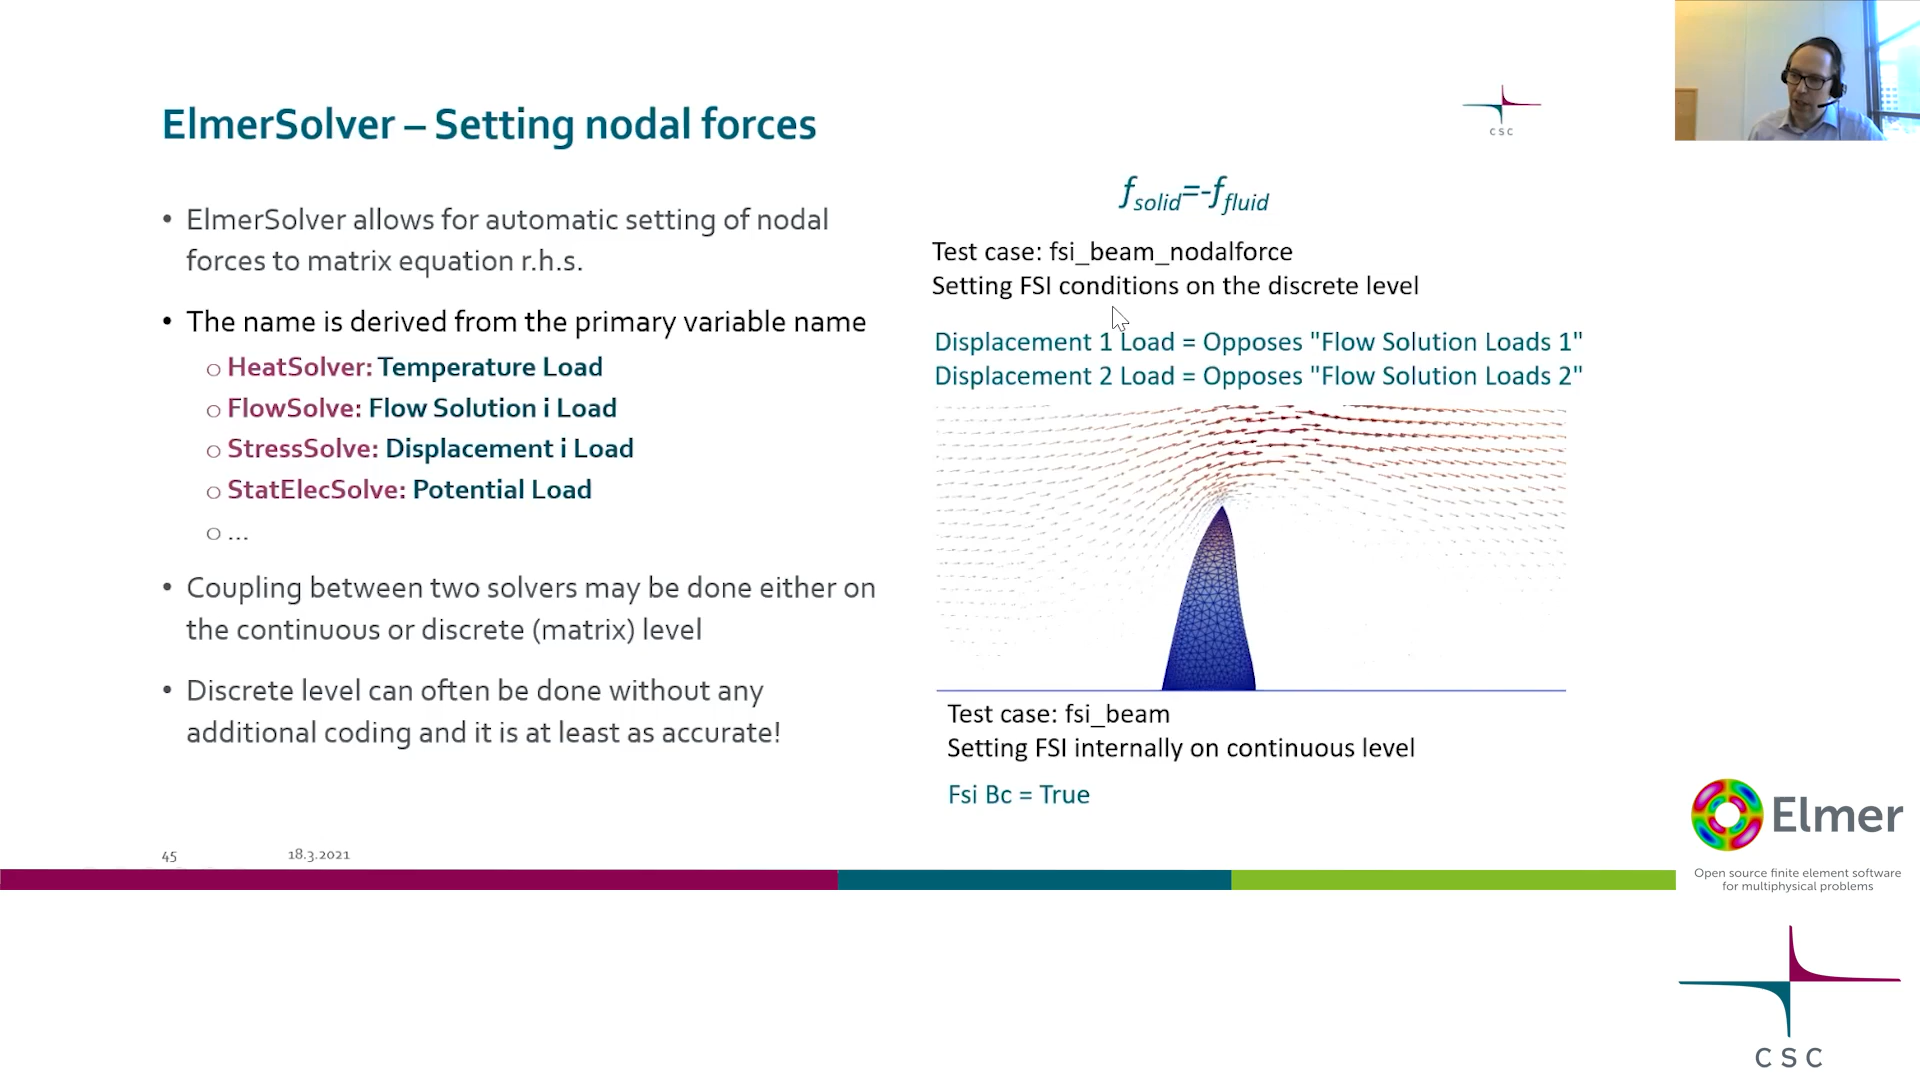 ElmerSolver – Setting nodal forces
CSC
• ElmerSolver allows for automatic setting of nodal
forces to matrix equation r.h.s.
• The name is derived from the primary variable name
o HeatSolver: Temperature Load
o FlowSolve: Flow Solution i Load
o StressSolve: Displacement i Load
o StatElecSolve: Potential Load
o ...
• Coupling between two solvers may be done either on
the continuous or discrete (matrix) level
• Discrete level can often be done without any
additional coding and it is at least as accurate!
f_solid=-f_fluid
Test case: fsi_beam_nodalforce
Setting FSI conditions on the discrete level
Displacement 1 Load = Opposes "Flow Solution Loads 1"
Displacement 2 Load = Opposes "Flow Solution Loads 2"
Test case: fsi_beam
Setting FSI internally on continuous level
Fsi Bc = True
45
18.3.2021
Elmer
Open source finite element software
for multiphysical problems
CSC